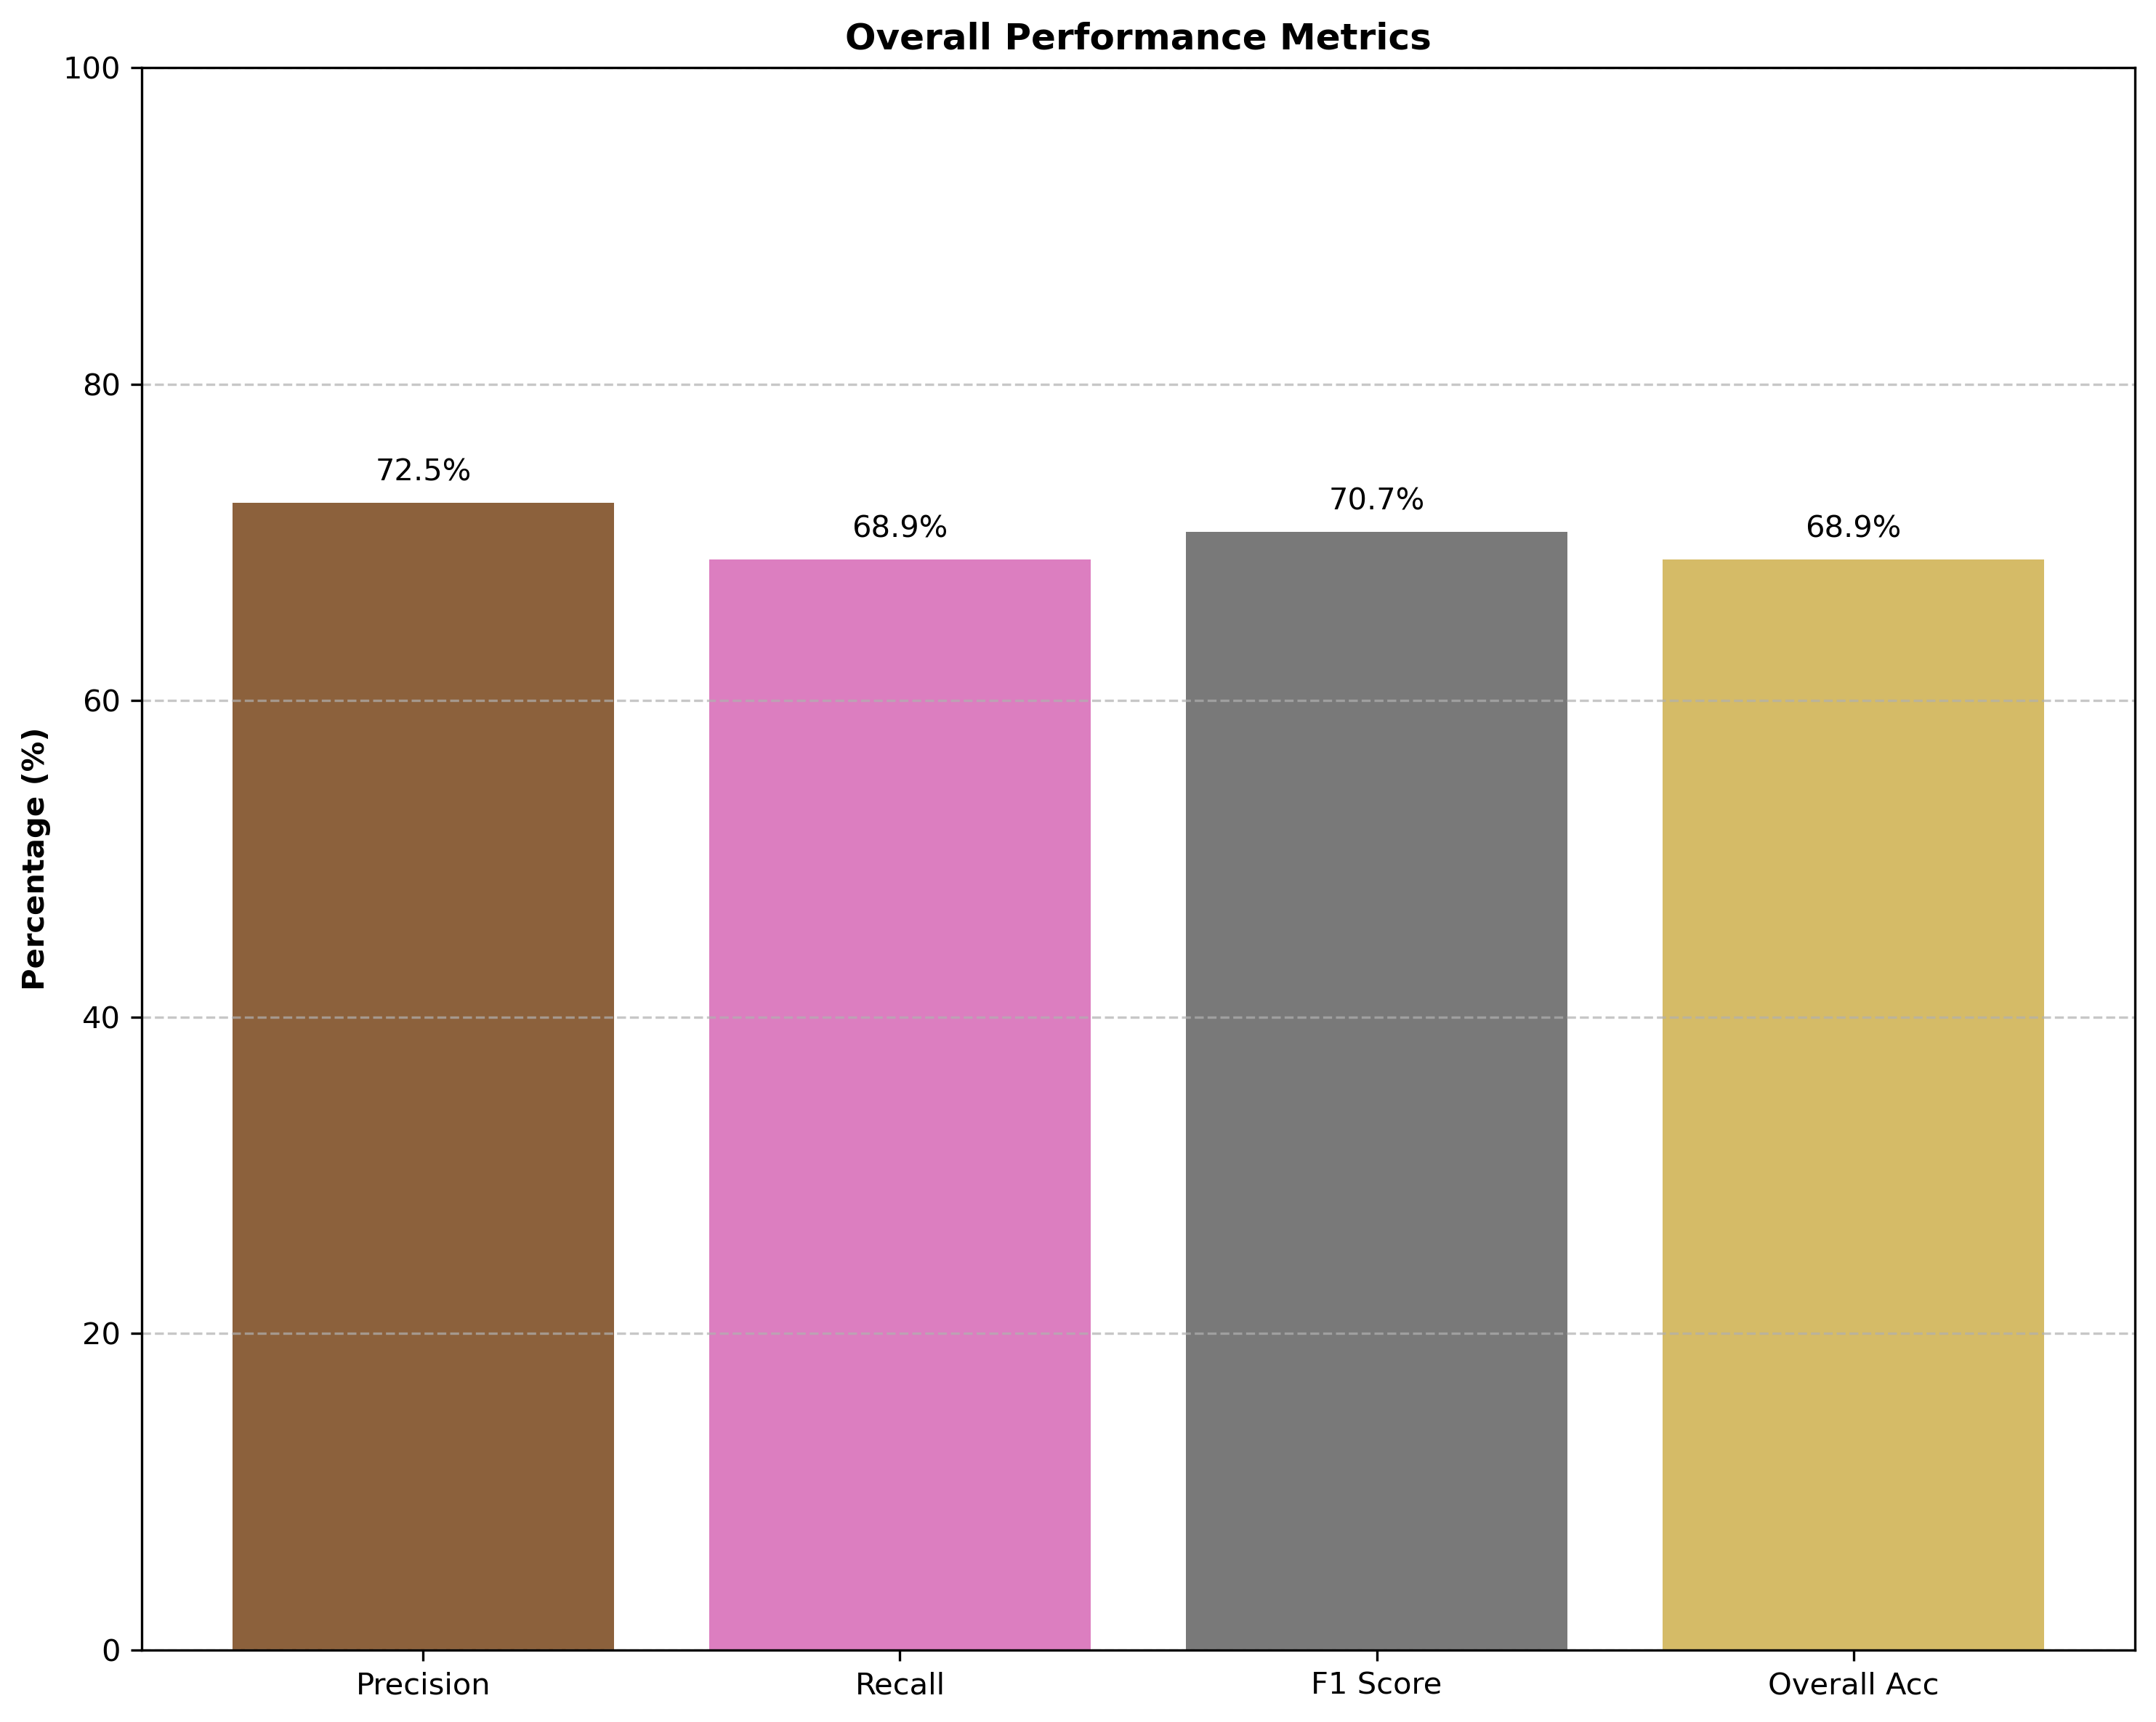 Overall Performance Metrics
100
80
60
40
20
0
Percentage (%)
72.5%
68.9%
70.7%
68.9%
Precision
Recall
F1 Score
Overall Acc